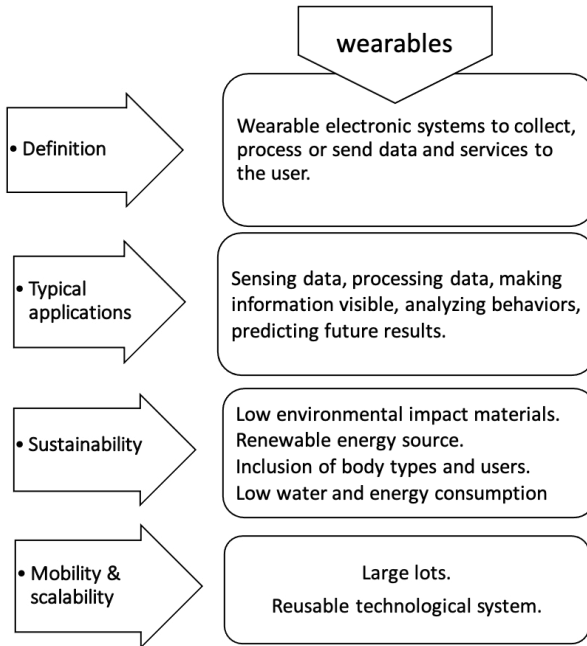 wearables
• Definition
Wearable electronic systems to collect,
process or send data and services to
the user.
• Typical
applications
Sensing data, processing data, making
information visible, analyzing behaviors,
predicting future results.
• Sustainability
Low environmental impact materials.
Renewable energy source.
Inclusion of body types and users.
Low water and energy consumption
• Mobility &
scalability
Large lots.
Reusable technological system.